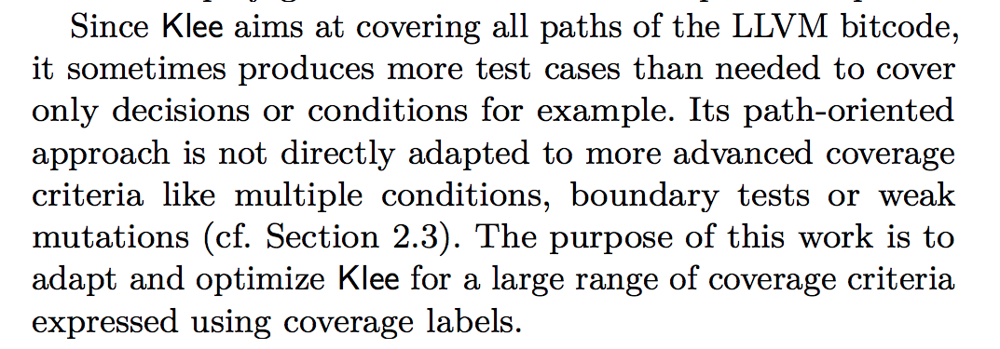 Since Klee aims at covering all paths of the LLVM bitcode,
it sometimes produces more test cases than needed to cover
only decisions or conditions for example. Its path-oriented
approach is not directly adapted to more advanced coverage
criteria like multiple conditions, boundary tests or weak
mutations (cf. Section 2.3). The purpose of this work is to
adapt and optimize Klee for a large range of coverage criteria
expressed using coverage labels.